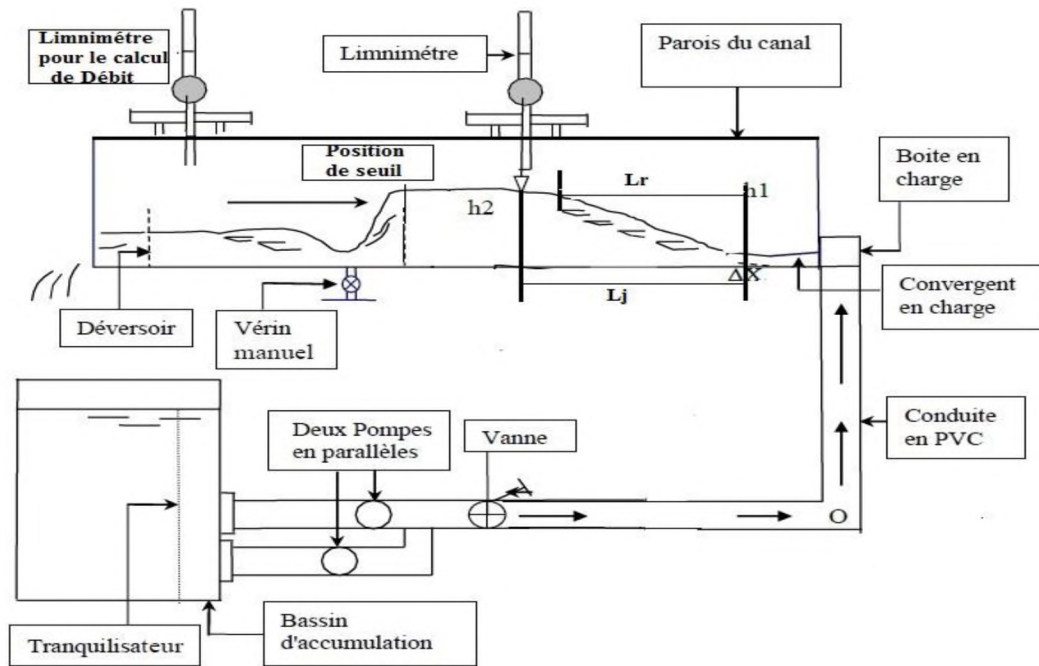 Limnimétre
pour le calcul
de Débit
Limnimétre
Parois du canal
Position
de seuil
Boite en
charge
Lr
h1
h2
ΔX
Lj
Convergent
en charge
Déversoir
Vérin
manuel
Deux Pompes
en parallèles
Vanne
Conduite
en PVC
O
Tranquilisateur
Bassin
d'accumulation